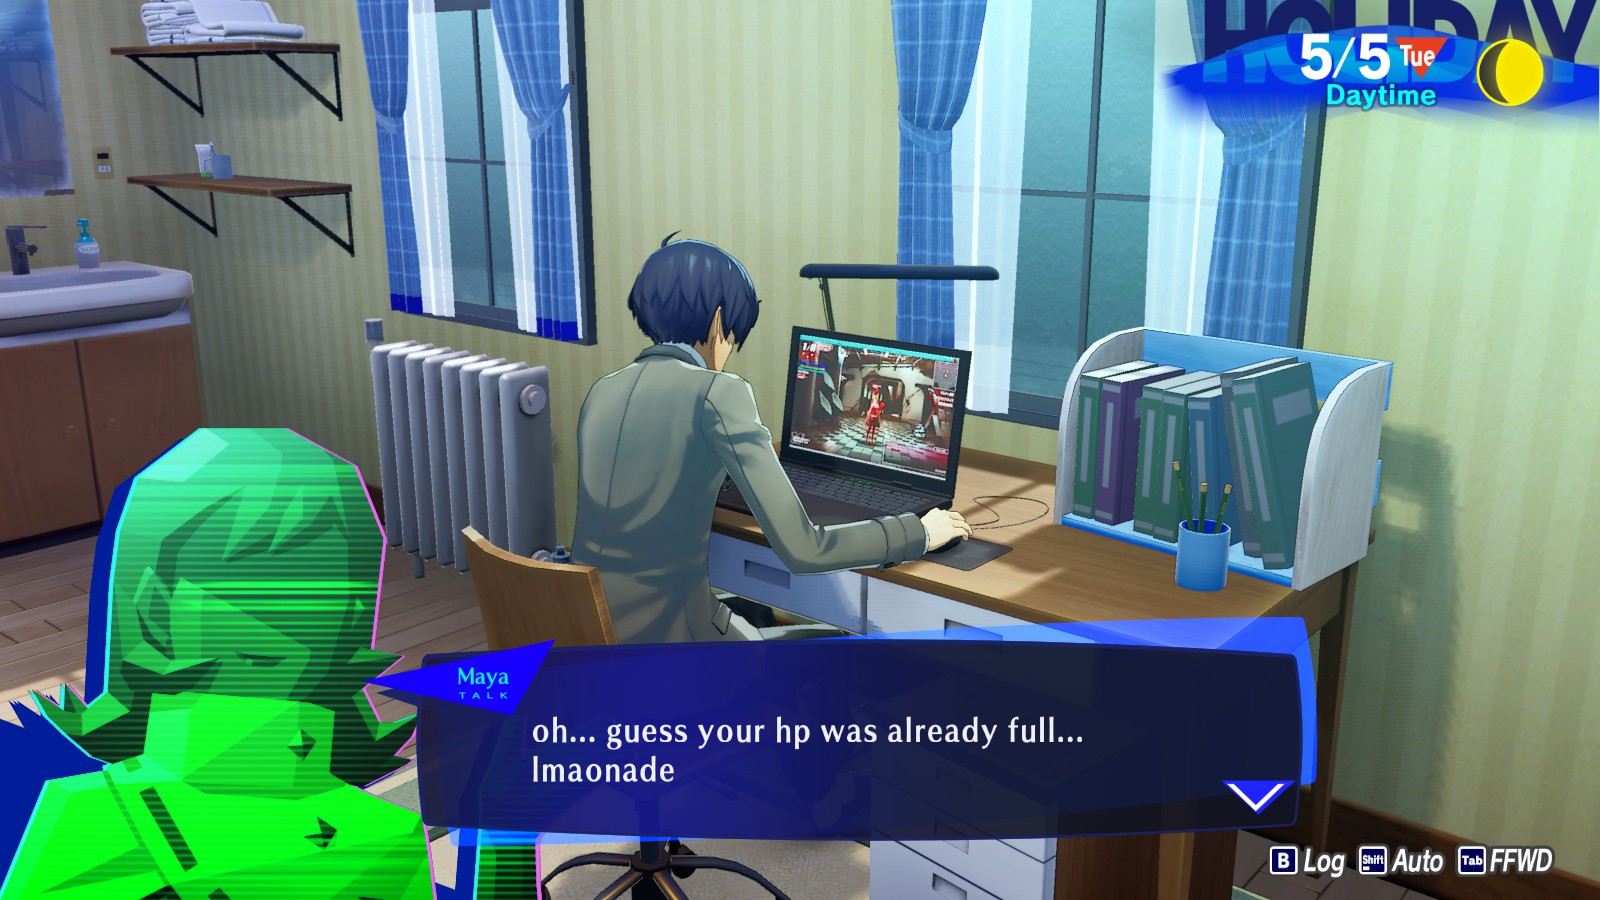 HOLIDAY
5/5 Tue
Daytime
Maya
TALK
oh... guess your hp was already full...
lmaonade
B Log Shift Auto Tab FFWD